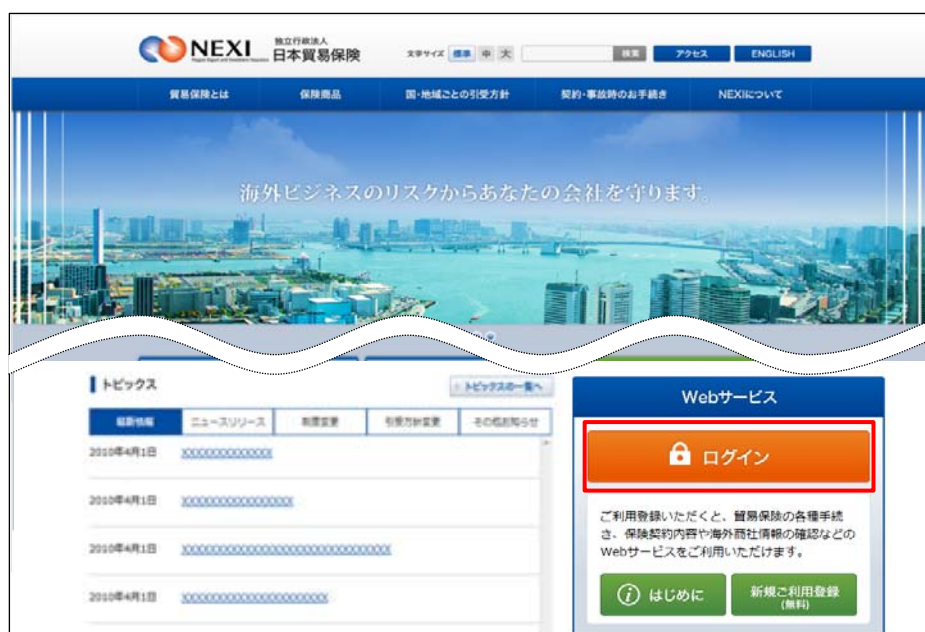 NEXI
独立行政法人
日本貿易保険
文字サイズ 標準 中 大 検索 アクセス ENGLISH
貿易保険とは 保険商品 国・地域ごとの引受方針 契約・事故時のお手続き NEXIについて
海外ビジネスのリスクからあなたの会社を守ります。
トピックス トピックスの一覧へ
最新情報 ニュースリリース 制度変更 引受方針変更 その他お知らせ
2010年4月1日 XXXXXXXXXXXXX
2010年4月1日 XXXXXXXXXXXXXXXX
2010年4月1日 XXXXXXXXXXXXXXXXXXXXXXXXXXXXXX
2010年4月1日 XXXXXXXXXXXXXXXXXXXXX
Webサービス
ログイン
ご利用登録いただくと、貿易保険の各種手続
き、保険契約内容や海外商社情報の確認などの
Webサービスをご利用いただけます。
はじめに
新規ご利用登録
(無料)